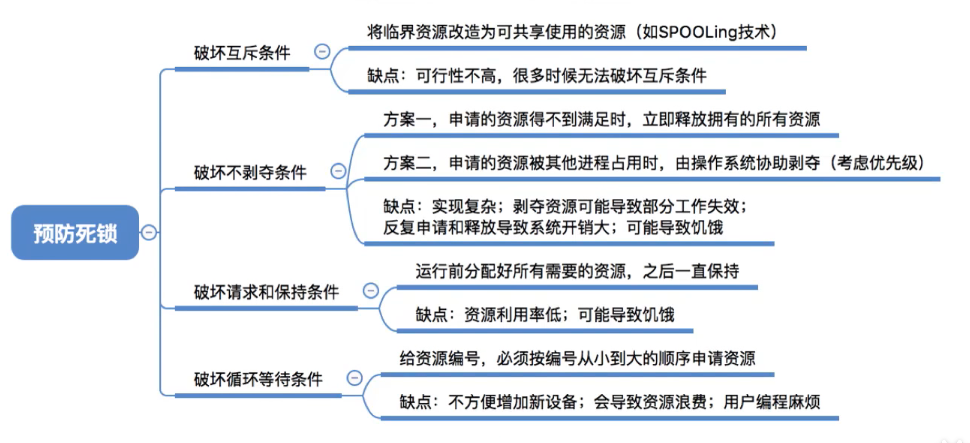 预防死锁
破坏互斥条件
将临界资源改造为可共享使用的资源（如SPOOLing技术）
缺点：可行性不高，很多时候无法破坏互斥条件
破坏不剥夺条件
方案一，申请的资源得不到满足时，立即释放拥有的所有资源
方案二，申请的资源被其他进程占用时，由操作系统协助剥夺（考虑优先级）
缺点：实现复杂；剥夺资源可能导致部分工作失效；
反复申请和释放导致系统开销大；可能导致饥饿
破坏请求和保持条件
运行前分配好所有需要的资源，之后一直保持
缺点：资源利用率低；可能导致饥饿
破坏循环等待条件
给资源编号，必须按编号从小到大的顺序申请资源
缺点：不方便增加新设备；会导致资源浪费；用户编程麻烦